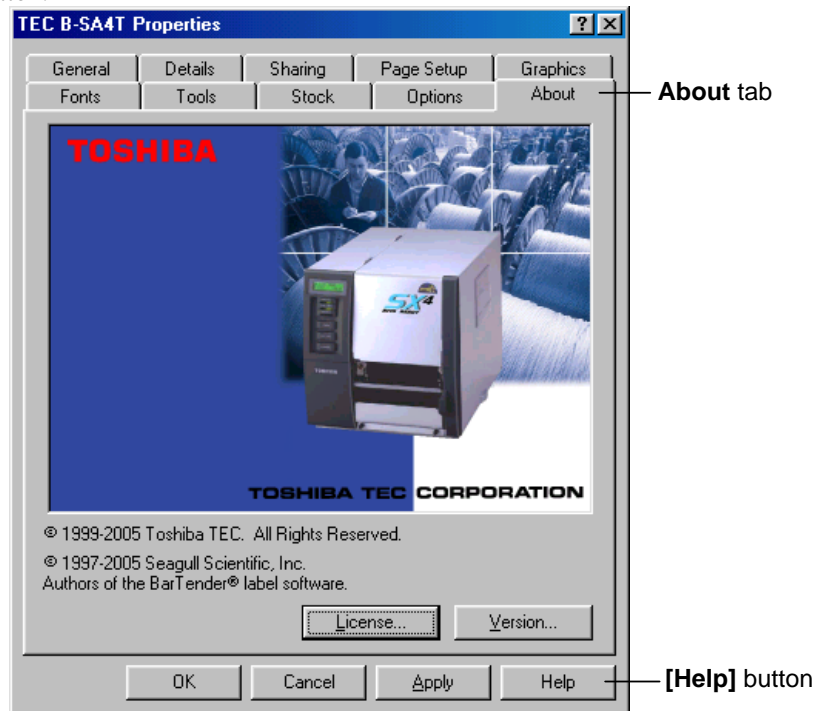 TEC B-SA4T Properties
General Details Sharing Page Setup Graphics
Fonts Tools Stock Options About
About tab
TOSHIBA
SX4
TOSHIBA
TOSHIBA TEC CORPORATION
© 1999-2005 Toshiba TEC. All Rights Reserved.
© 1997-2005 Seagull Scientific, Inc.
Authors of the BarTender® label software.
License... Version...
OK Cancel Apply Help
[Help] button